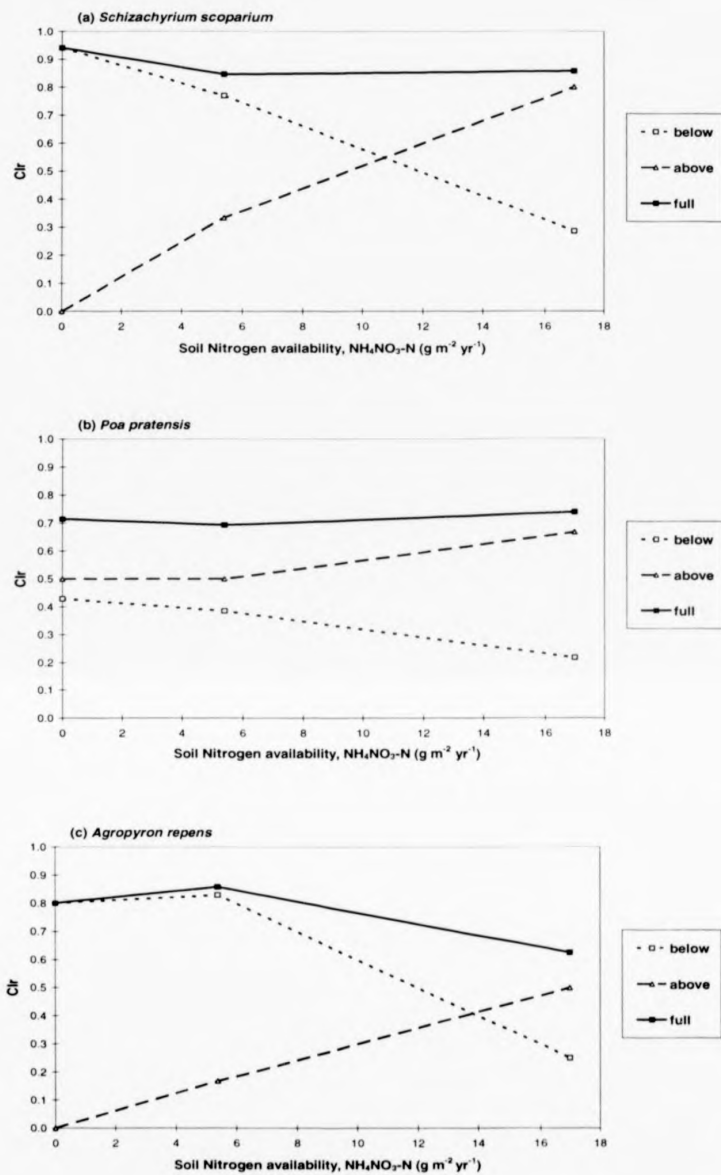 (a) Schizachyrium scoparium
1.0
0.9
0.8
0.7
0.6
0.5
0.4
0.3
0.2
0.1
0.0
CIr
0 2 4 6 8 10 12 14 16 18
Soil Nitrogen availability, NH₄NO₃-N (g m⁻² yr⁻¹)
below
above
full
(b) Poa pratensis
1.0
0.9
0.8
0.7
0.6
0.5
0.4
0.3
0.2
0.1
0.0
CIr
0 2 4 6 8 10 12 14 16 18
Soil Nitrogen availability, NH₄NO₃-N (g m⁻² yr⁻¹)
below
above
full
(c) Agropyron repens
1.0
0.9
0.8
0.7
0.6
0.5
0.4
0.3
0.2
0.1
0.0
CIr
0 2 4 6 8 10 12 14 16 18
Soil Nitrogen availability, NH₄NO₃-N (g m⁻² yr⁻¹)
below
above
full